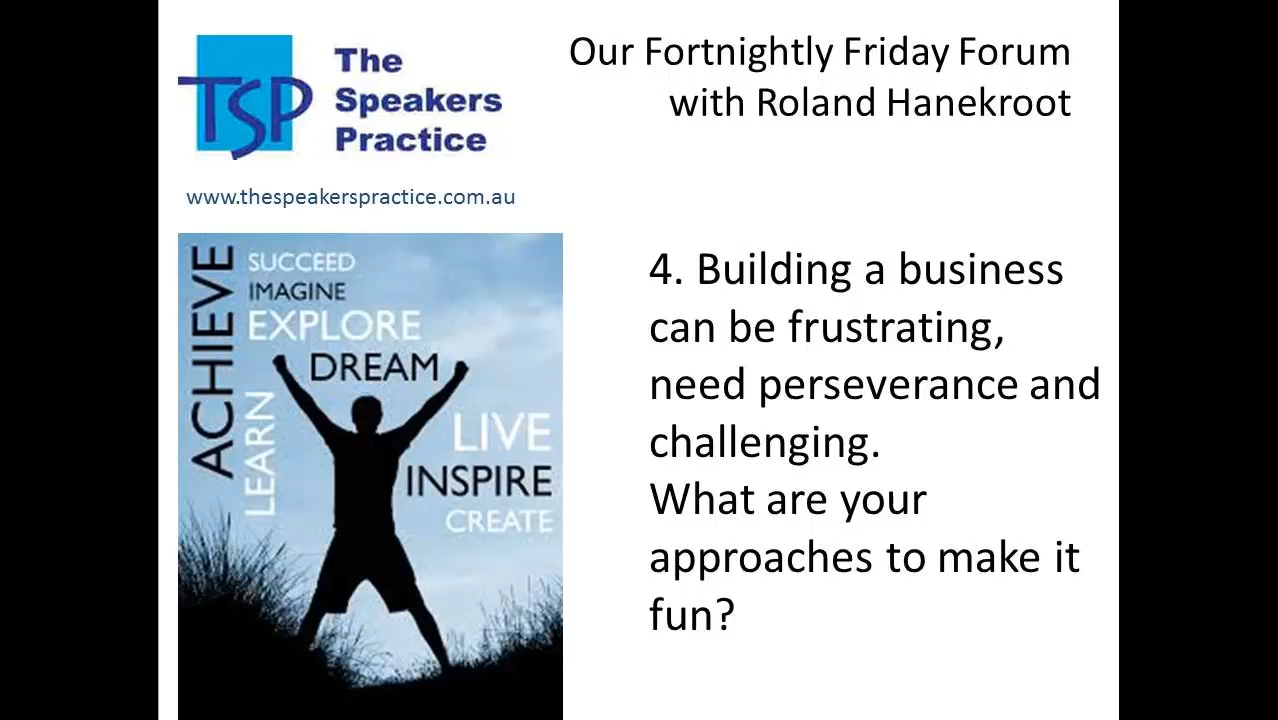 TSP
The
Speakers
Practice
www.thespeakerspractice.com.au
Our Fortnightly Friday Forum
with Roland Hanekroot
ACHIEVE
SUCCEED
IMAGINE
EXPLORE
DREAM
LEARN
LIVE
INSPIRE
CREATE
4. Building a business
can be frustrating,
need perseverance and
challenging.
What are your
approaches to make it
fun?